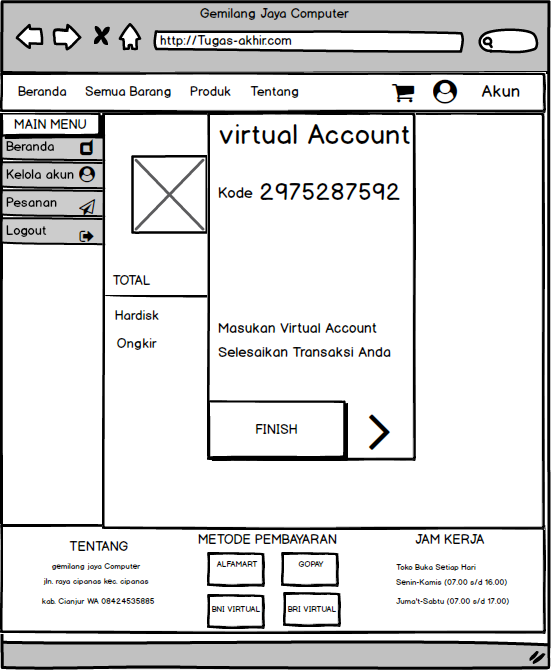 Gemilang Jaya Computer
http://Tugas-akhir.com
Beranda Semua Barang Produk Tentang Akun
MAIN MENU
Beranda
Kelola akun
Pesanan
Logout
virtual Account
Kode 2975287592
TOTAL
Hardisk
Ongkir
Masukan Virtual Account
Selesaikan Transaksi Anda
FINISH
TENTANG
gemilang jaya Computer
jln. raya cipanas kec. cipanas
kab. Cianjur WA 08424535885
METODE PEMBAYARAN
ALFAMART GOPAY
BNI VIRTUAL BRI VIRTUAL
JAM KERJA
Toko Buka Setiap Hari
Senin-Kamis (07.00 s/d 16.00)
Juma't-Sabtu (07.00 s/d 17.00)